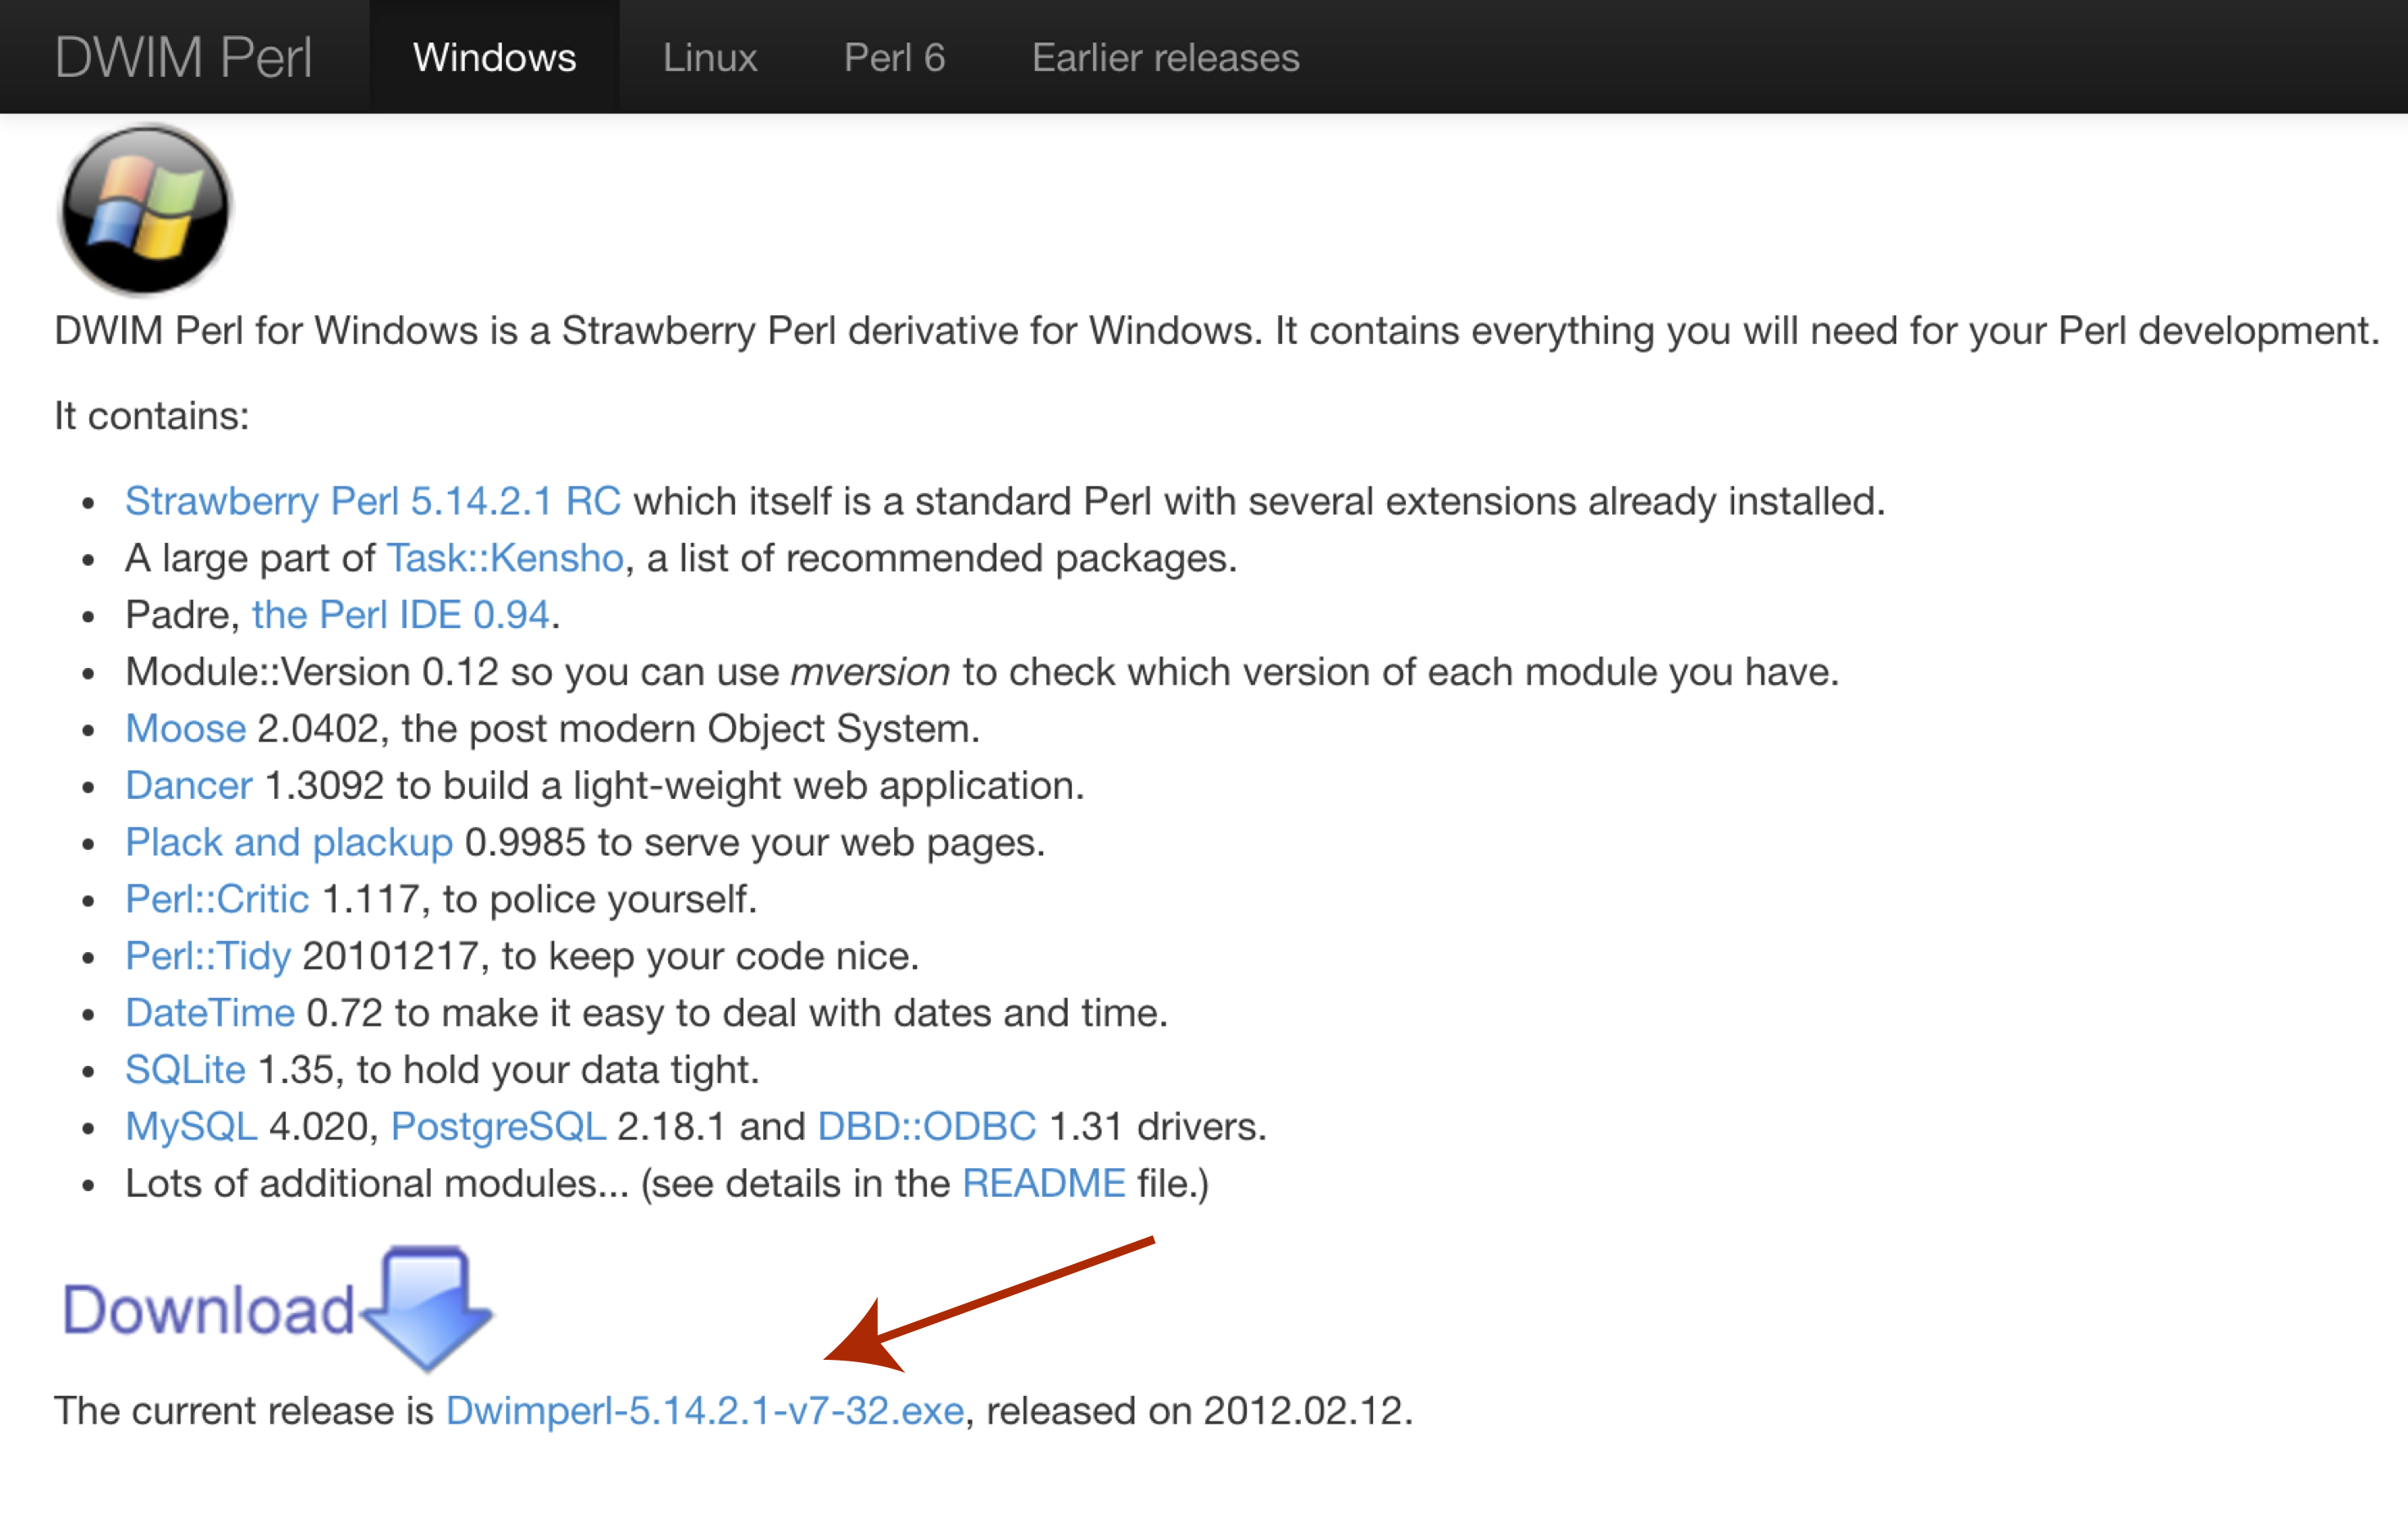 DWIM Perl Windows Linux Perl 6 Earlier releases
DWIM Perl for Windows is a Strawberry Perl derivative for Windows. It contains everything you will need for your Perl development.
It contains:
• Strawberry Perl 5.14.2.1 RC which itself is a standard Perl with several extensions already installed.
• A large part of Task::Kensho, a list of recommended packages.
• Padre, the Perl IDE 0.94.
• Module::Version 0.12 so you can use mversion to check which version of each module you have.
• Moose 2.0402, the post modern Object System.
• Dancer 1.3092 to build a light-weight web application.
• Plack and plackup 0.9985 to serve your web pages.
• Perl::Critic 1.117, to police yourself.
• Perl::Tidy 20101217, to keep your code nice.
• DateTime 0.72 to make it easy to deal with dates and time.
• SQLite 1.35, to hold your data tight.
• MySQL 4.020, PostgreSQL 2.18.1 and DBD::ODBC 1.31 drivers.
• Lots of additional modules... (see details in the README file.)
Download
The current release is Dwimperl-5.14.2.1-v7-32.exe, released on 2012.02.12.